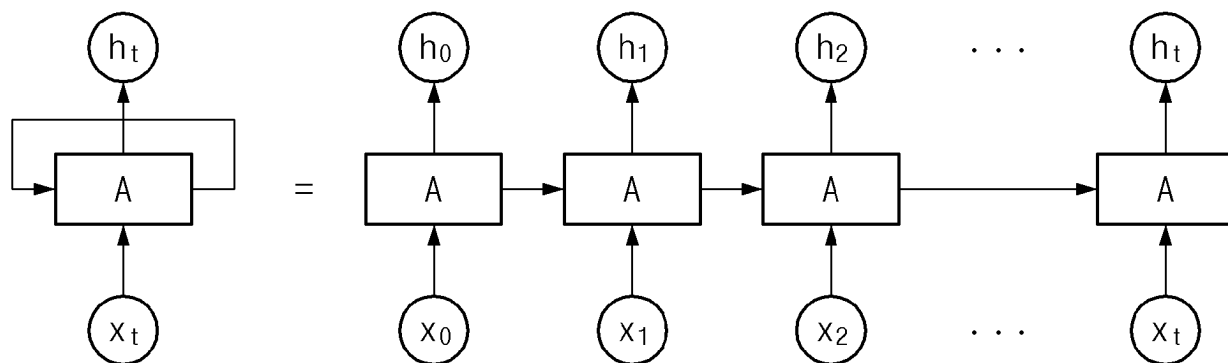 hₜ h₀ h₁ h₂ · · · hₜ
A = A A A A
xₜ x₀ x₁ x₂ · · · xₜ